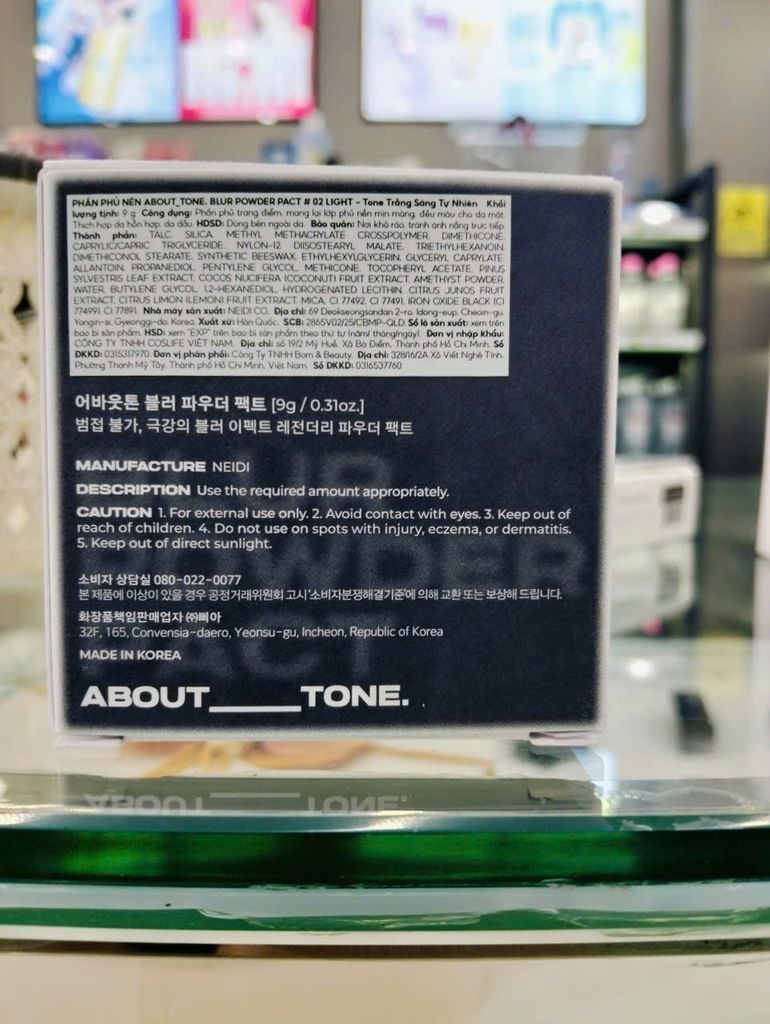 PHẤN PHỦ NỀN ABOUT_TONE. BLUR POWDER PACT # 02 LIGHT - Tone Trắng Sáng Tự Nhiên Khối
lượng tịnh: 9 g Công dụng: Phấn phủ trang điểm, mang lại lớp phủ nền mịn màng, đều màu cho da mặt.
Thích hợp da hỗn hợp, da dầu. HDSD: Dùng bên ngoài da. Bảo quản: Nơi khô ráo, tránh ánh nắng trực tiếp.
Thành phần: TALC, SILICA, METHYL METHACRYLATE CROSSPOLYMER, DIMETHICONE,
CAPRYLIC/CAPRIC TRIGLYCERIDE, NYLON-12, DIISOSTEARYL MALATE, TRIETHYLHEXANOIN,
DIMETHICONOL STEARATE, SYNTHETIC BEESWAX, ETHYLHEXYLGLYCERIN, GLYCERYL CAPRYLATE,
ALLANTOIN, PROPANEDIOL, PENTYLENE GLYCOL, METHICONE, TOCOPHERYL ACETATE, PINUS
SYLVESTRIS LEAF EXTRACT, COCOS NUCIFERA (COCONUT) FRUIT EXTRACT, AMETHYST POWDER,
WATER, BUTYLENE GLYCOL, 1,2-HEXANEDIOL, HYDROGENATED LECITHIN, CITRUS JUNOS FRUIT
EXTRACT, CITRUS LIMON (LEMON) FRUIT EXTRACT, MICA, CI 77492, CI 77491, IRON OXIDE BLACK (CI
77499), CI 77891. Nhà máy sản xuất: NEIDI CO. Địa chỉ: 69 Deokseongsandan 2-ro, Idong-eup, Cheoin-gu,
Yongin-si, Gyeonggi-do, Korea. Xuất xứ: Hàn Quốc. SCB: 2865V02/25/CBMP-QLD. Số lô sản xuất: xem trên
bao bì sản phẩm. HSD: xem "EXP" trên bao bì sản phẩm theo thứ tự (năm/ tháng/ngày). Đơn vị nhập khẩu:
CÔNG TY TNHH COSLIFE VIỆT NAM. Địa chỉ: số 19/2 Mỹ Huề, Xã Bà Điểm, Thành phố Hồ Chí Minh. Số
ĐKKD: 0315317970. Đơn vị phân phối: Công Ty TNHH Bom & Beauty. Địa chỉ: 328/16/2A Xô Viết Nghệ Tĩnh,
Phường Thạnh Mỹ Tây, Thành phố Hồ Chí Minh, Việt Nam. Số ĐKKD: 0316537760
어바웃톤 블러 파우더 팩트 [9g / 0.31oz.]
범접 불가, 극강의 블러 이펙트 레전더리 파우더 팩트
MANUFACTURE NEIDI
DESCRIPTION Use the required amount appropriately.
CAUTION 1. For external use only. 2. Avoid contact with eyes. 3. Keep out of
reach of children. 4. Do not use on spots with injury, eczema, or dermatitis.
5. Keep out of direct sunlight.
소비자 상담실 080-022-0077
본 제품에 이상이 있을 경우 공정거래위원회 고시 '소비자분쟁해결기준'에 의해 교환 또는 보상해 드립니다.
화장품책임판매업자 ㈜삐아
32F, 165, Convensia-daero, Yeonsu-gu, Incheon, Republic of Korea
MADE IN KOREA
ABOUT____TONE.